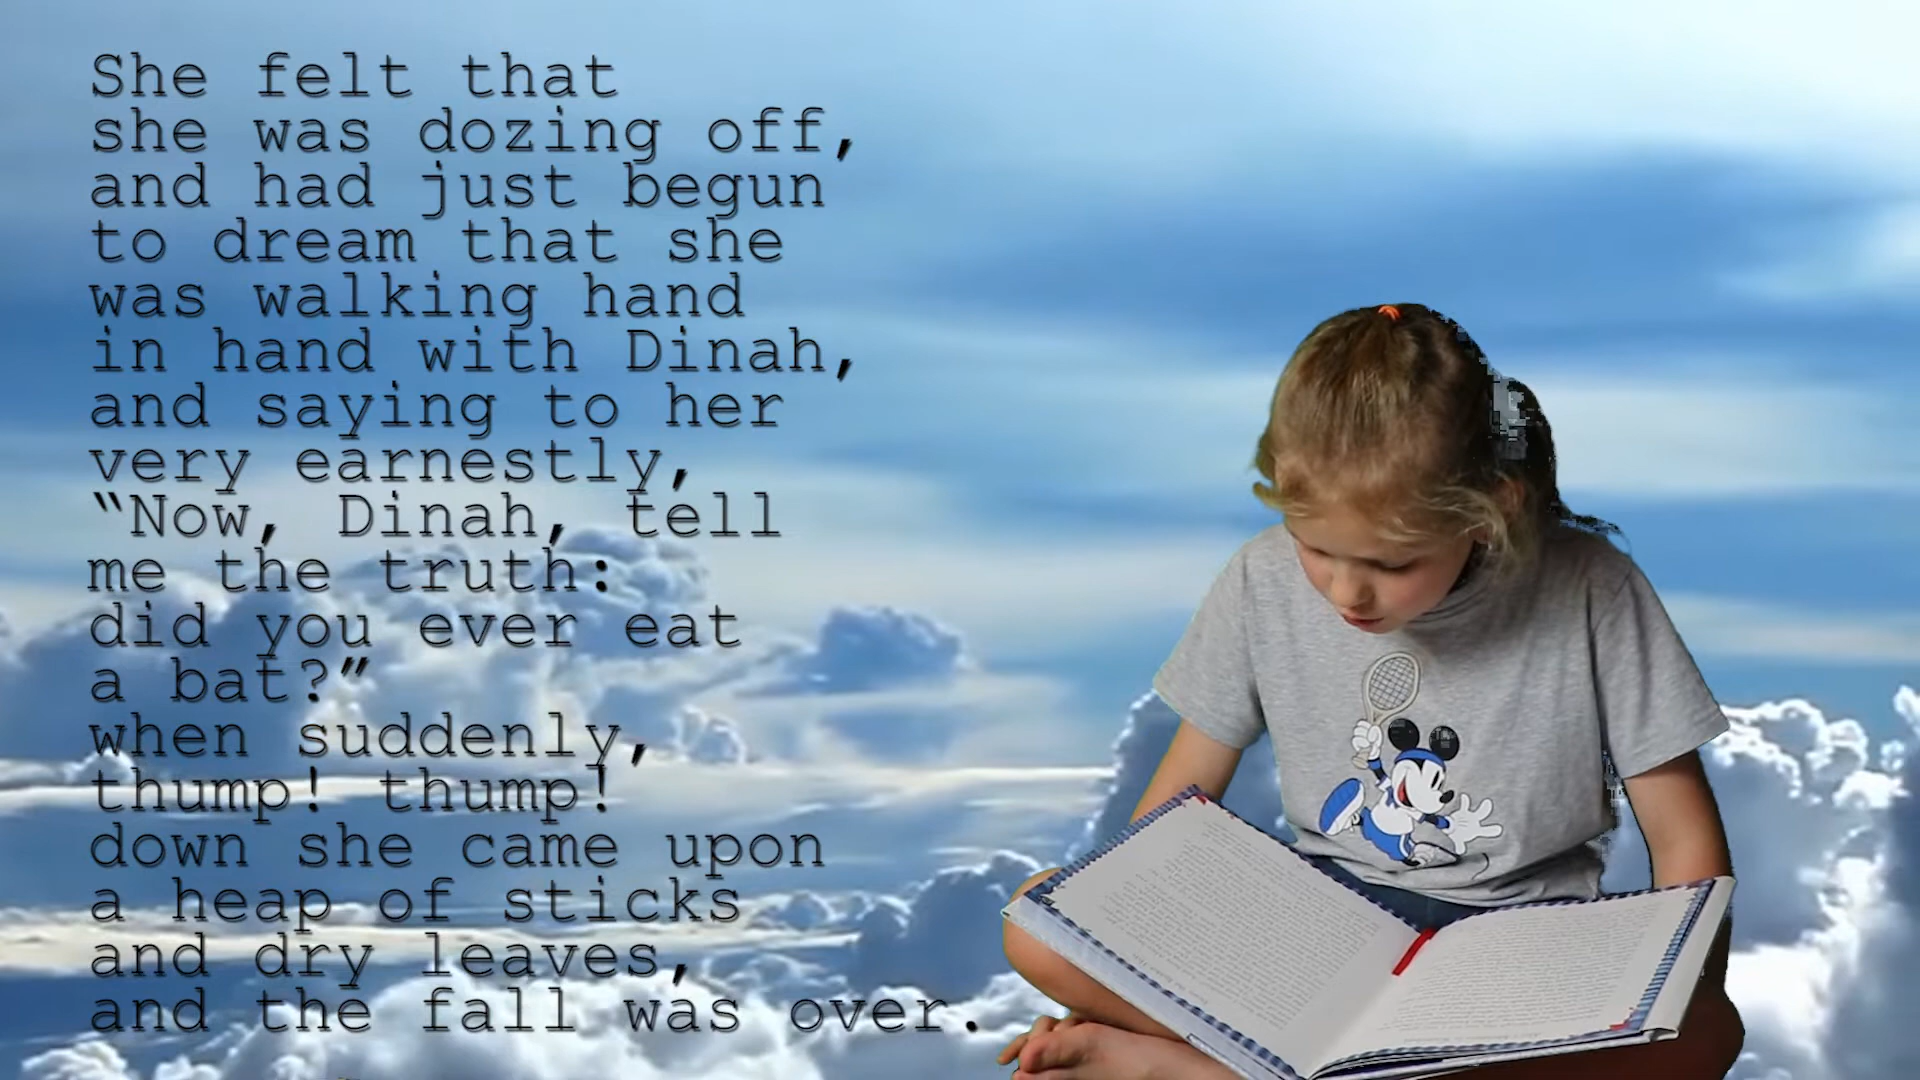 She felt that
she was dozing off,
and had just begun
to dream that she
was walking hand
in hand with Dinah,
and saying to her
very earnestly,
“Now, Dinah, tell
me the truth:
did you ever eat
a bat?”
when suddenly,
thump! thump!
down she came upon
a heap of sticks
and dry leaves,
and the fall was over.